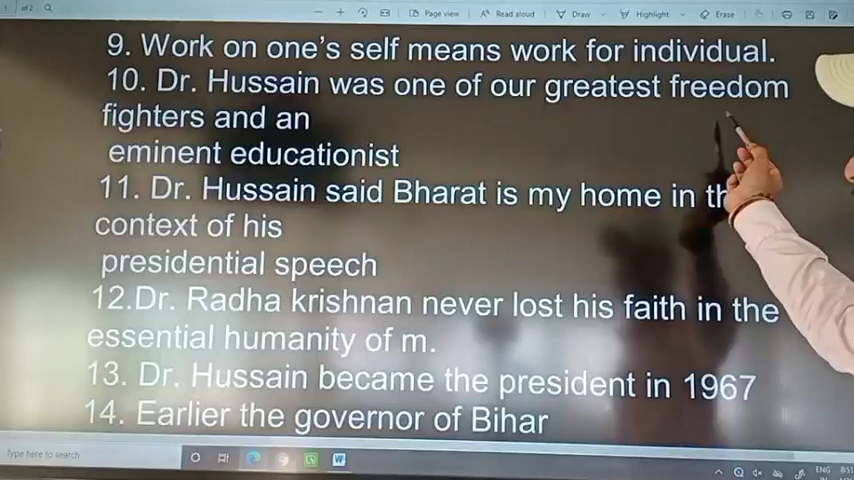 1 of 2
Page view
Read aloud
Draw
Highlight
Erase
9. Work on one's self means work for individual.
10. Dr. Hussain was one of our greatest freedom
fighters and an
eminent educationist
11. Dr. Hussain said Bharat is my home in th
context of his
presidential speech
12.Dr. Radha krishnan never lost his faith in the
essential humanity of m.
13. Dr. Hussain became the president in 1967
14. Earlier the governor of Bihar
Type here to search
ENG